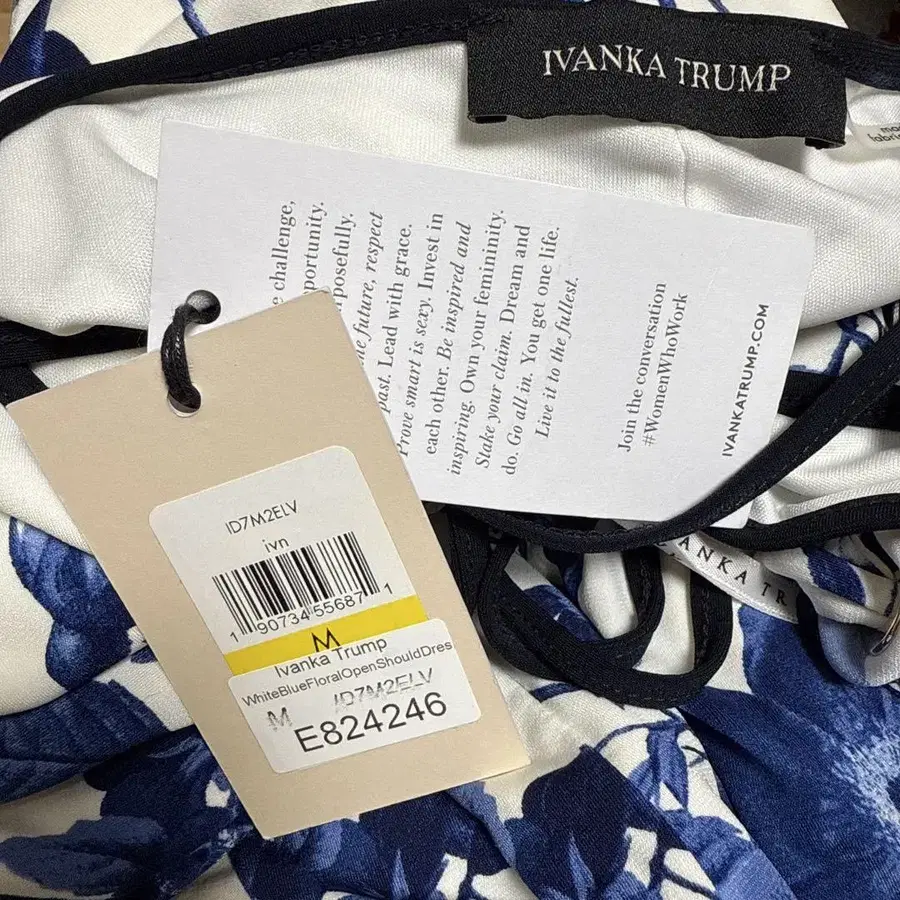 IVANKA TRUMP
challenge,
future, respect
past. Lead with grace.
Prove smart is sexy. Invest in
each other. Be inspired and
inspiring. Own your femininity.
Stake your claim. Dream and
do. Go all in. You get one life.
Live it to the fullest.
Join the conversation
#WomenWhoWork
IVANKATRUMP.COM
ID7M2ELV
ivn
1 90734 55687 1
M
Ivanka Trump
WhiteBlueFloralOpenShouldDres
M ID7M2ELV
E824246